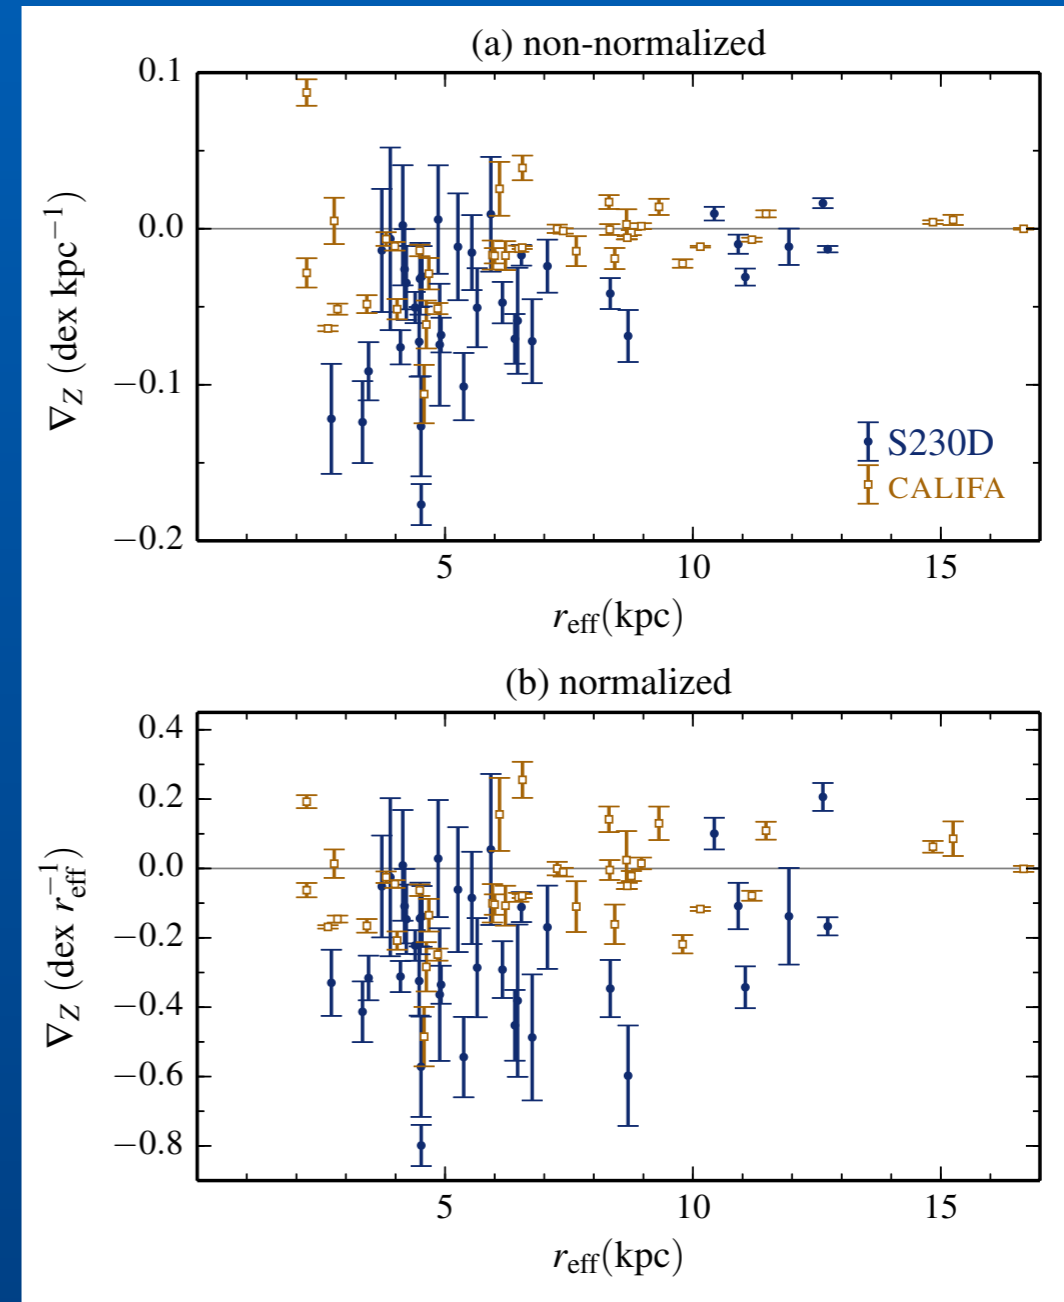 (a) non-normalized
0.1
0.0
−0.1
−0.2
∇Z (dex kpc−1)
S230D
CALIFA
5 10 15
reff(kpc)
(b) normalized
0.4
0.2
0.0
−0.2
−0.4
−0.6
−0.8
∇Z (dex reff−1)
5 10 15
reff(kpc)